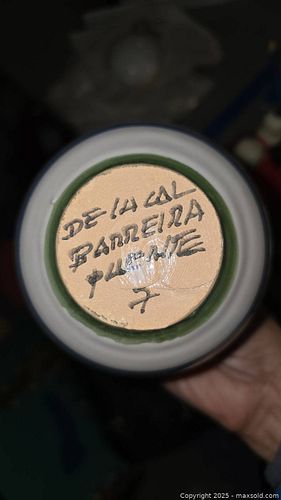 DE LA CAL
BARREIRA
PUENTE
7
Copyright © 2025 - maxsold.com